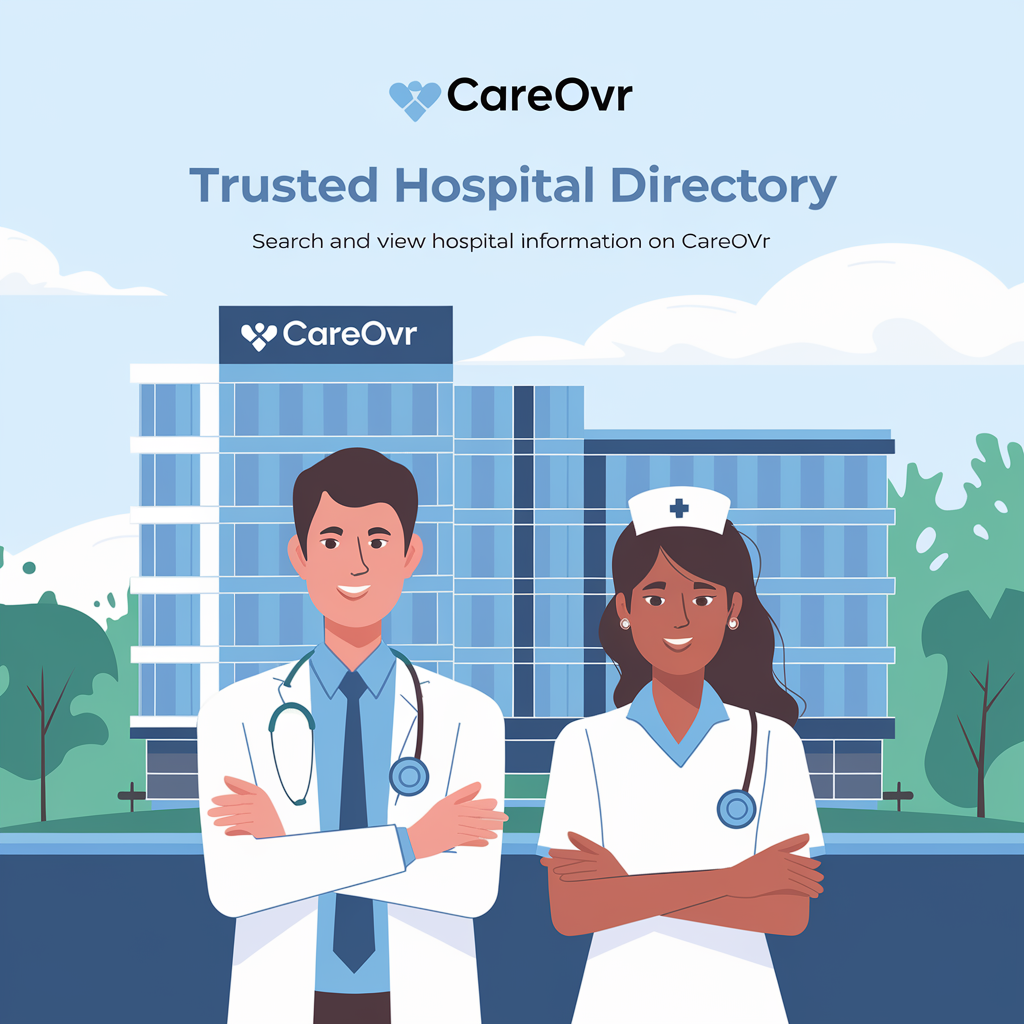 CareOvr
Trusted Hospital Directory
Search and view hospital information on CareOVr
CareOvr